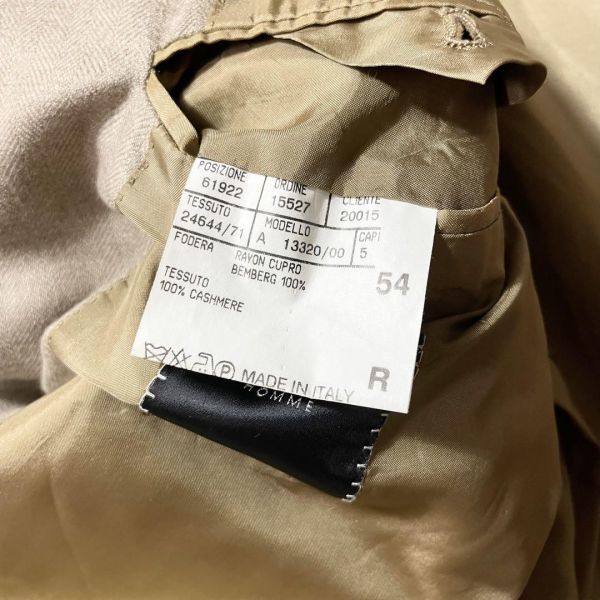 POSIZIONE ORDINE CLIENTE
61922 15527 20015
TESSUTO MODELLO CAPI
24644/71 A 13320/00 5
FODERA RAYON CUPRO
BEMBERG 100% 54
TESSUTO
100% CASHMERE
P MADE IN ITALY R
HOMME